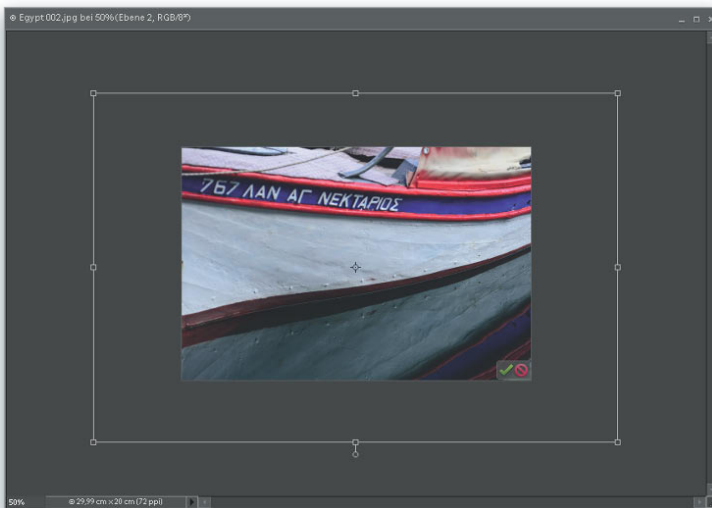 Egypt 002.jpg bei 50% (Ebene 2, RGB/8*)
767 ΛΑΝ ΑΓ ΝΕΚΤΑΡΙΟΣ
50%
29,99 cm x 20 cm (72 ppi)